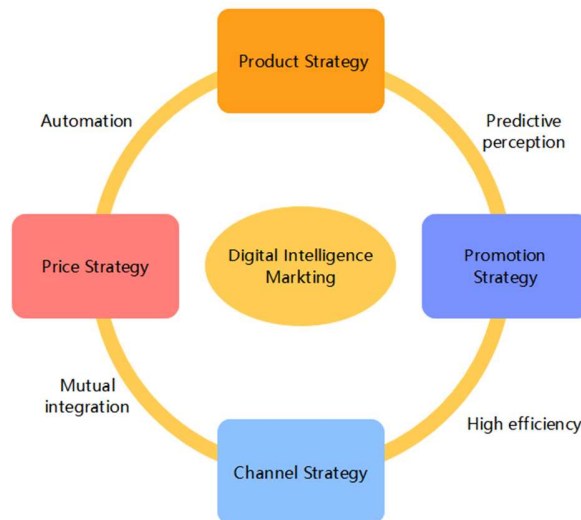 Product Strategy
Automation
Predictive
perception
Price Strategy
Digital Intelligence
Markting
Promotion
Strategy
Mutual
integration
High efficiency
Channel Strategy